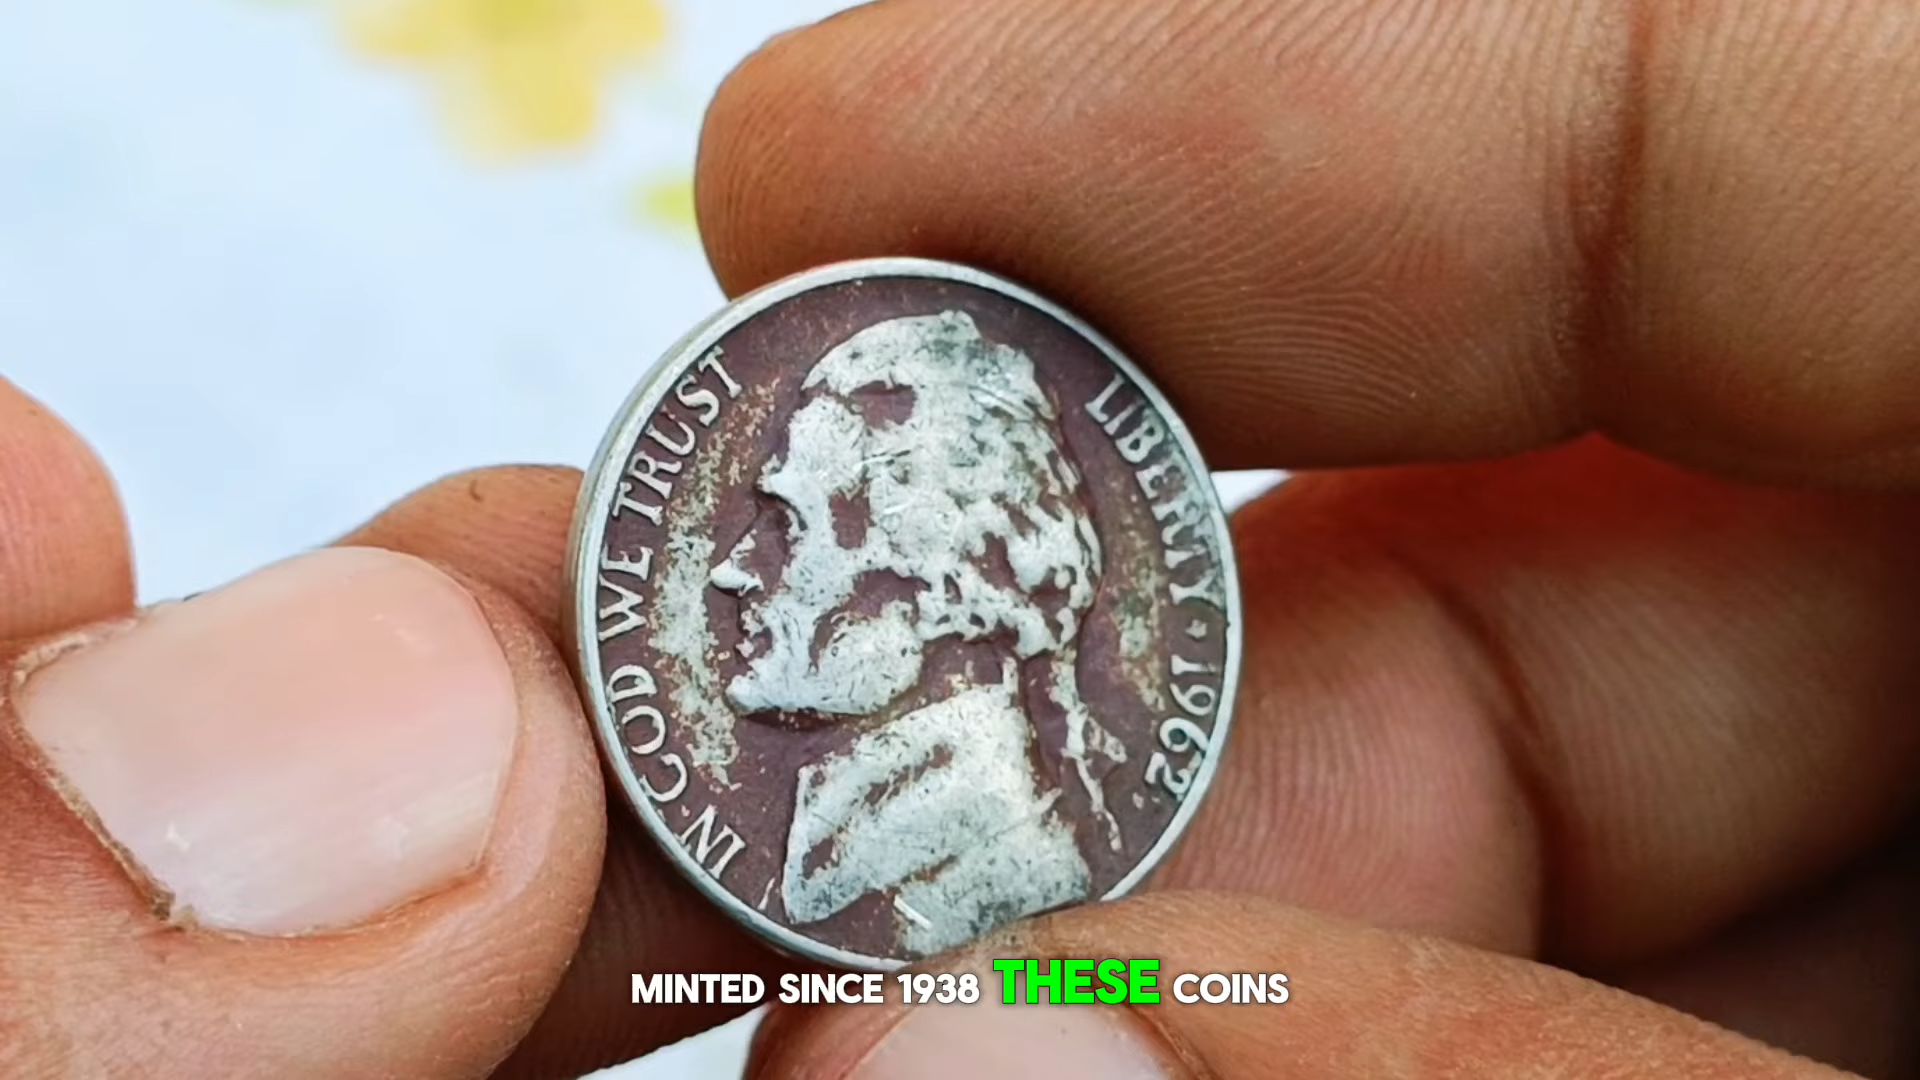 IN GOD WE TRUST
LIBERTY ★ 1962
MINTED SINCE 1938 THESE COINS